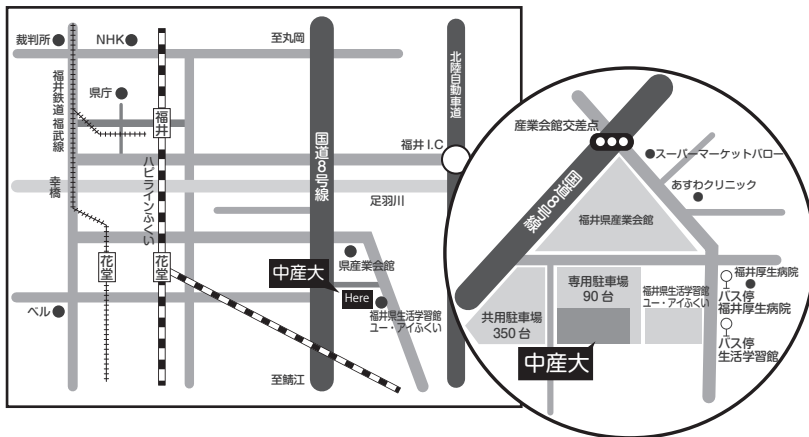 裁判所
NHK
至丸岡
北陸自動車道
福井鉄道 福武線
県庁
福井
国道8号線
福井 I.C
幸橋
ハピラインふくい
足羽川
花堂
花堂
県産業会館
中産大
Here
福井県生活学習館
ユー・アイふくい
ベル
至鯖江
産業会館交差点
スーパーマーケットバロー
あすわクリニック
国道8号線
福井県産業会館
専用駐車場
90台
福井県生活学習館
ユー・アイふくい
共用駐車場
350台
福井厚生病院
バス停
福井厚生病院
バス停
生活学習館
中産大